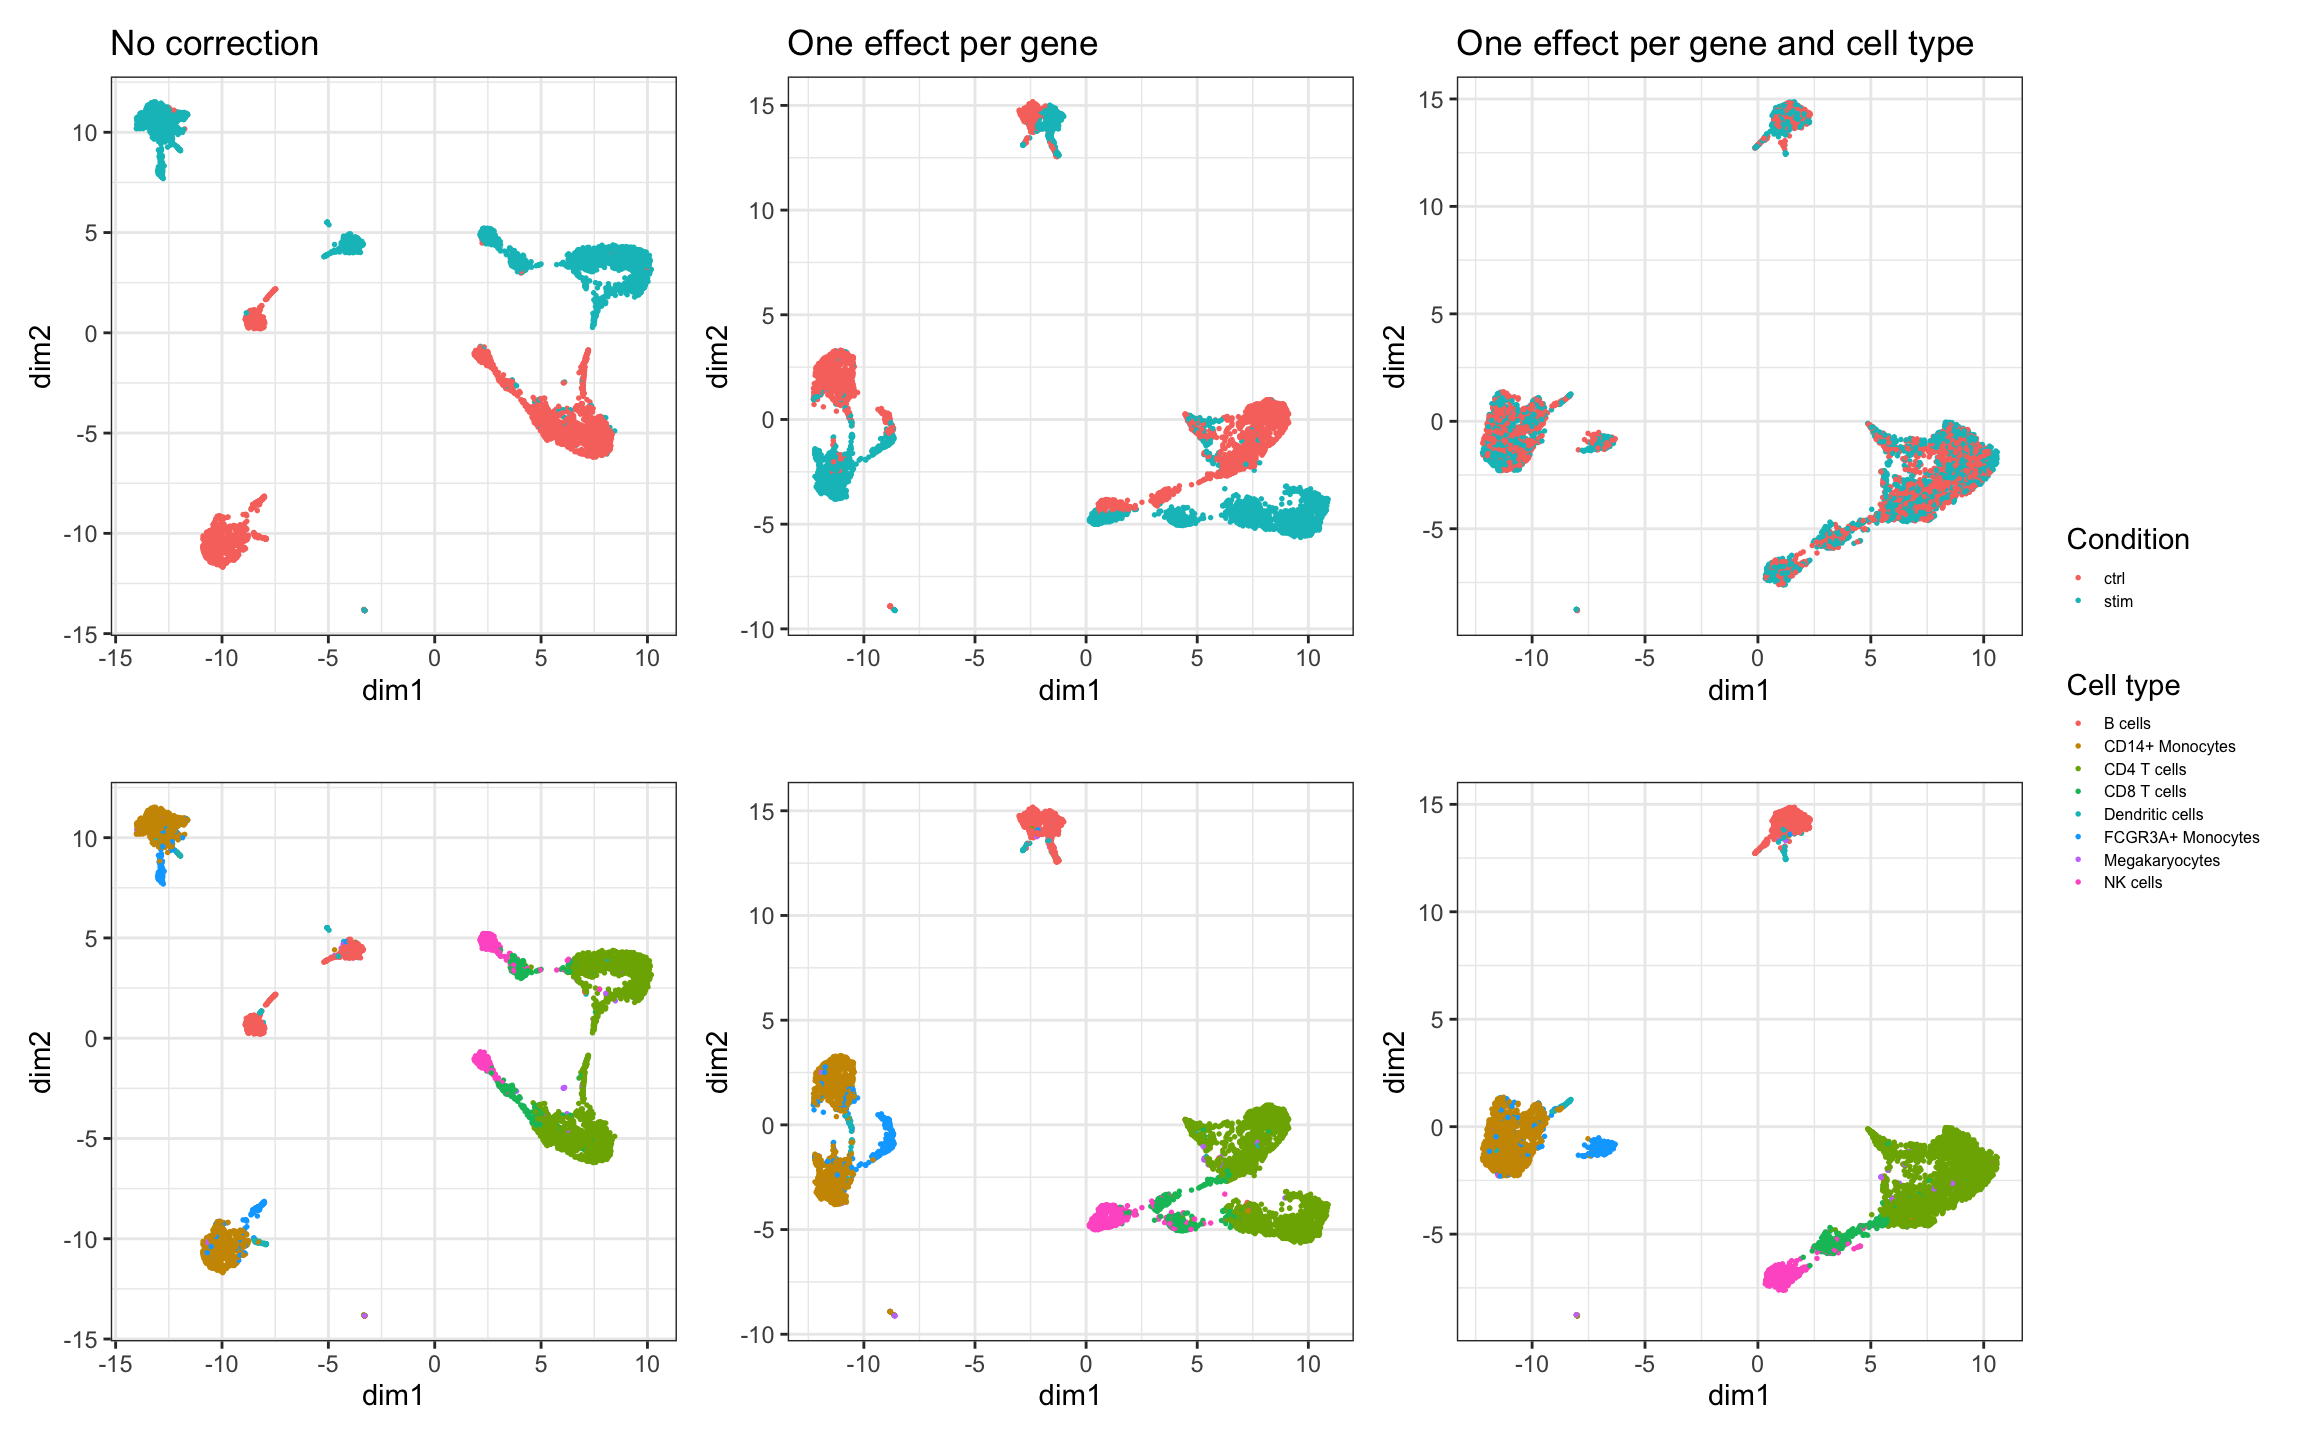 No correction
One effect per gene
One effect per gene and cell type
dim2
10
5
0
-5
-10
-15
-15
-10
-5
0
5
10
dim1
dim2
15
10
5
0
-5
-10
-10
-5
0
5
10
dim1
dim2
15
10
5
0
-5
-10
-5
0
5
10
dim1
Condition
ctrl
stim
Cell type
B cells
CD14+ Monocytes
CD4 T cells
CD8 T cells
Dendritic cells
FCGR3A+ Monocytes
Megakaryocytes
NK cells
dim2
10
5
0
-5
-10
-15
-15
-10
-5
0
5
10
dim1
dim2
15
10
5
0
-5
-10
-10
-5
0
5
10
dim1
dim2
15
10
5
0
-5
-10
-5
0
5
10
dim1